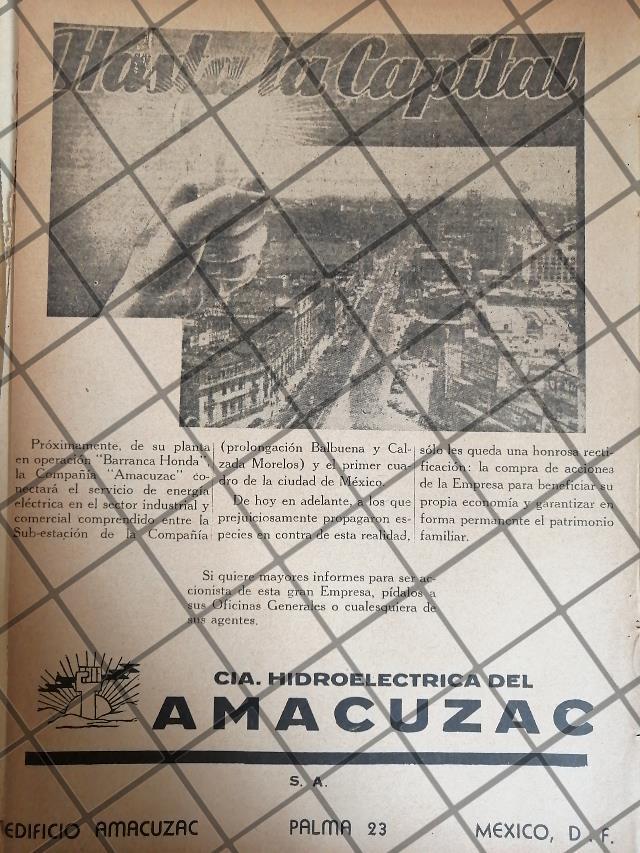 Hasta la Capital
Próximamente, de su planta
en operación "Barranca Honda",
la Compañía "Amacuzac" co-
nectará el servicio de energía
eléctrica en el sector industrial y
comercial comprendido entre la
Sub-estación de la Compañía
(prolongación Balbuena y Cal-
zada Morelos) y el primer cua-
dro de la ciudad de México.
De hoy en adelante, a los que
prejuiciosamente propagaron es-
pecies en contra de esta realidad,
sólo les queda una honrosa recti-
ficación: la compra de acciones
de la Empresa para beneficiar su
propia economía y garantizar en
forma permanente el patrimonio
familiar.
Si quiere mayores informes para ser ac-
cionista de esta gran Empresa, pídalos a
sus Oficinas Generales o cualesquiera de
sus agentes.
CIA. HIDROELECTRICA DEL
AMACUZAC
S. A.
EDIFICIO AMACUZAC PALMA 23 MEXICO, D. F.